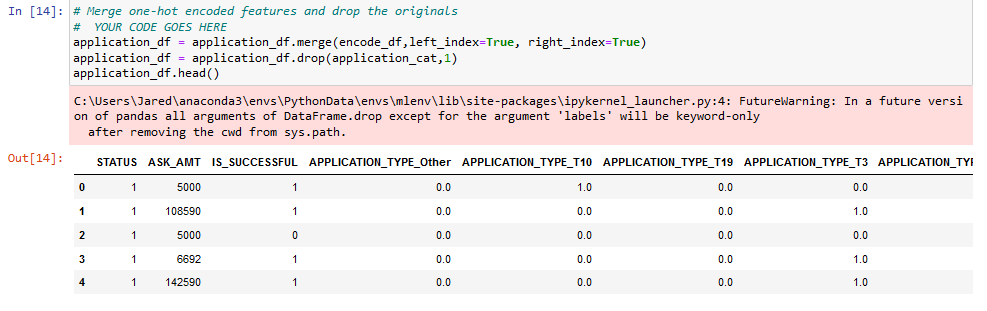 In [14]: # Merge one-hot encoded features and drop the originals
# YOUR CODE GOES HERE
application_df = application_df.merge(encode_df,left_index=True, right_index=True)
application_df = application_df.drop(application_cat,1)
application_df.head()
C:\Users\Jared\anaconda3\envs\PythonData\envs\mlenv\lib\site-packages\ipykernel_launcher.py:4: FutureWarning: In a future versi
on of pandas all arguments of DataFrame.drop except for the argument 'labels' will be keyword-only
after removing the cwd from sys.path.
Out[14]:
STATUS ASK_AMT IS_SUCCESSFUL APPLICATION_TYPE_Other APPLICATION_TYPE_T10 APPLICATION_TYPE_T19 APPLICATION_TYPE_T3 APPLICATION_TYP
0 1 5000 1 0.0 1.0 0.0 0.0
1 1 108590 1 0.0 0.0 0.0 1.0
2 1 5000 0 0.0 0.0 0.0 0.0
3 1 6692 1 0.0 0.0 0.0 1.0
4 1 142590 1 0.0 0.0 0.0 1.0